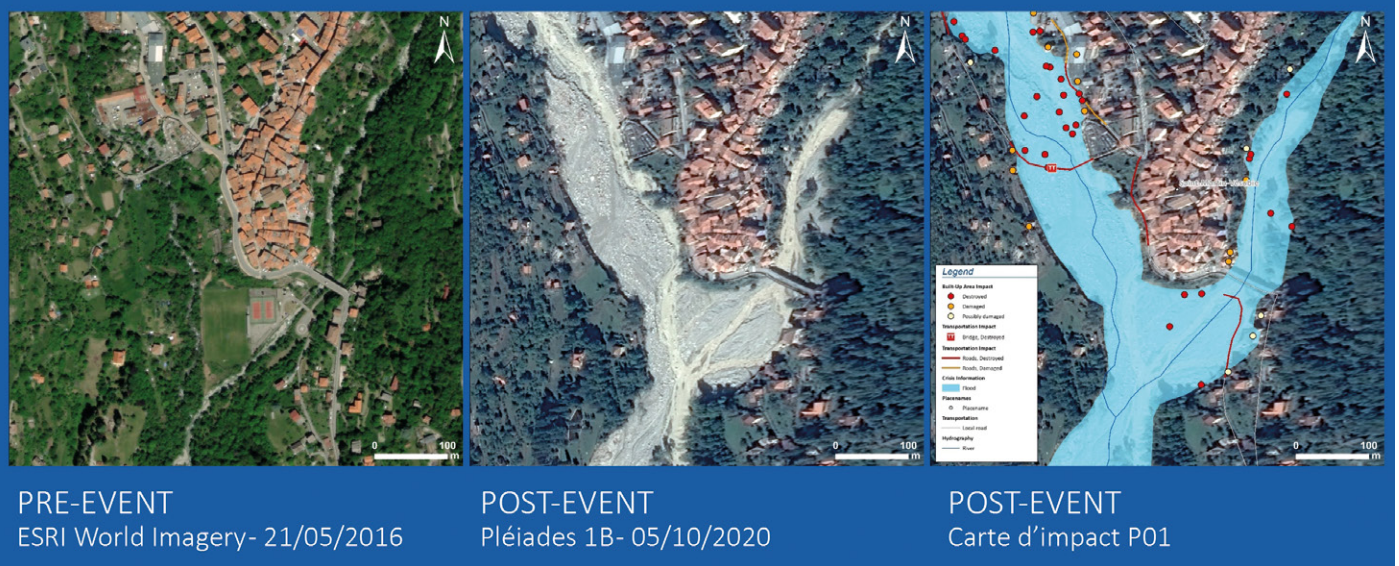 N
0 100
m
N
0 100
m
N
Legend
Built-Up Area Impact
Destroyed
Damaged
Possibly damaged
Transportation Impact
Bridge, Destroyed
Transportation Impact
Roads, Destroyed
Roads, Damaged
Crisis Information
Flood
Placenames
Placename
Transportation
Local road
Hydrography
River
0 100
m
PRE-EVENT
ESRI World Imagery - 21/05/2016
POST-EVENT
Pléiades 1B- 05/10/2020
POST-EVENT
Carte d'impact P01